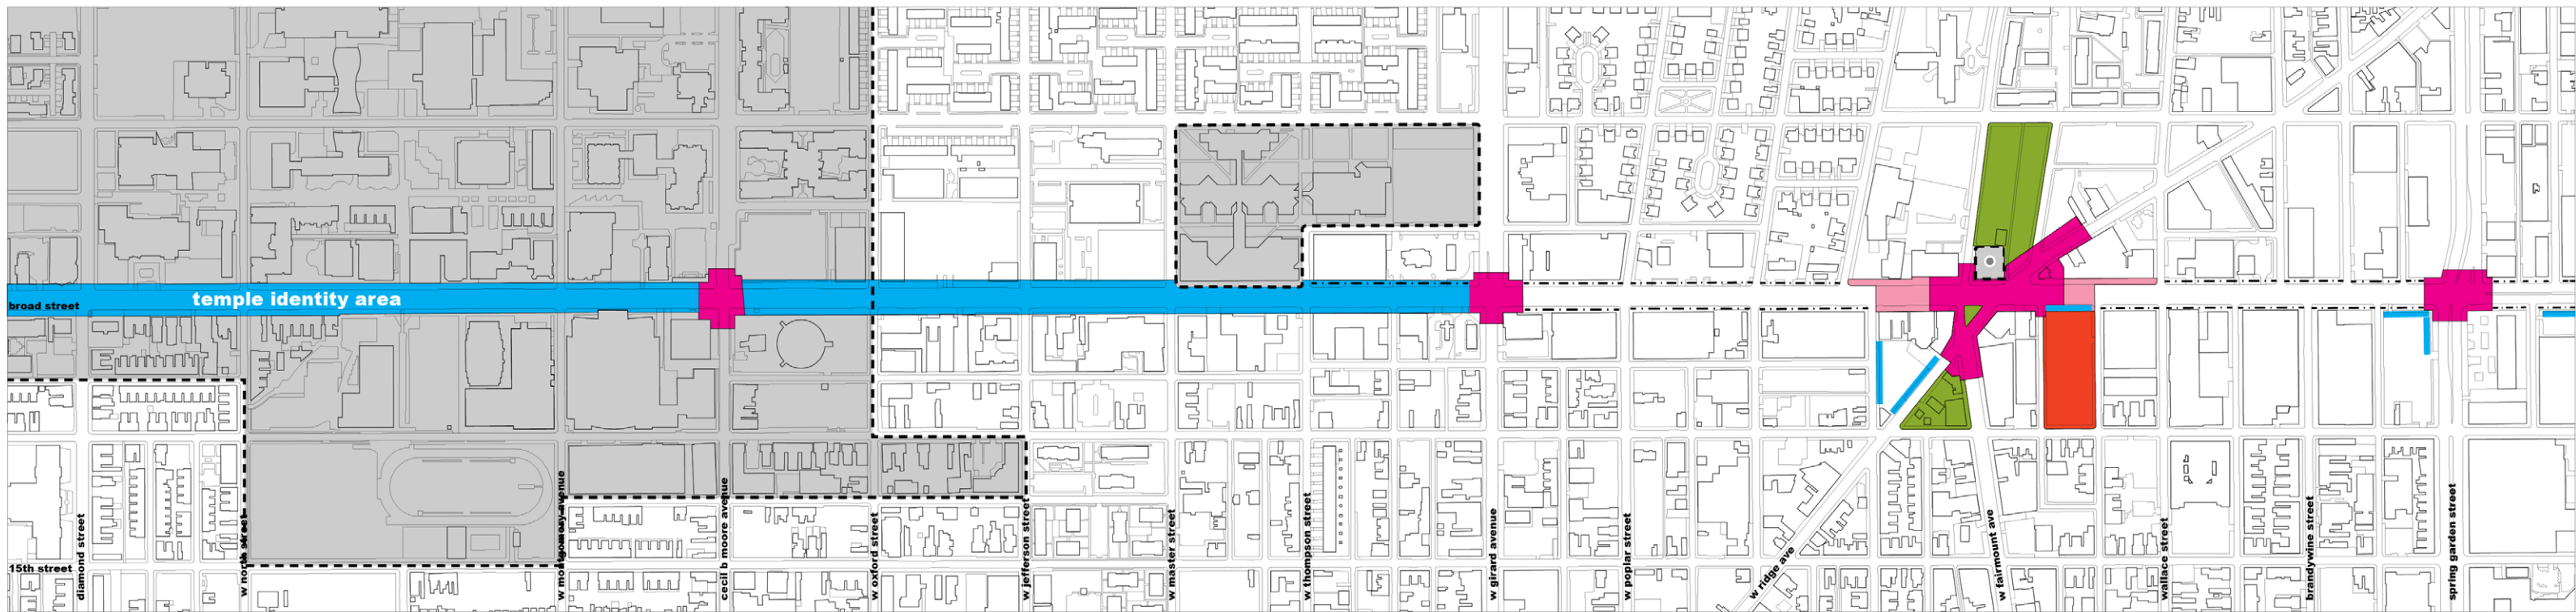 temple identity area
broad street
15th street
diamond street
w norris street
w montgomery avenue
cecil b moore avenue
w oxford street
w jefferson street
w master street
w thompson street
w girard avenue
w poplar street
w ridge ave
w fairmount ave
wallace street
brandywine street
spring garden street